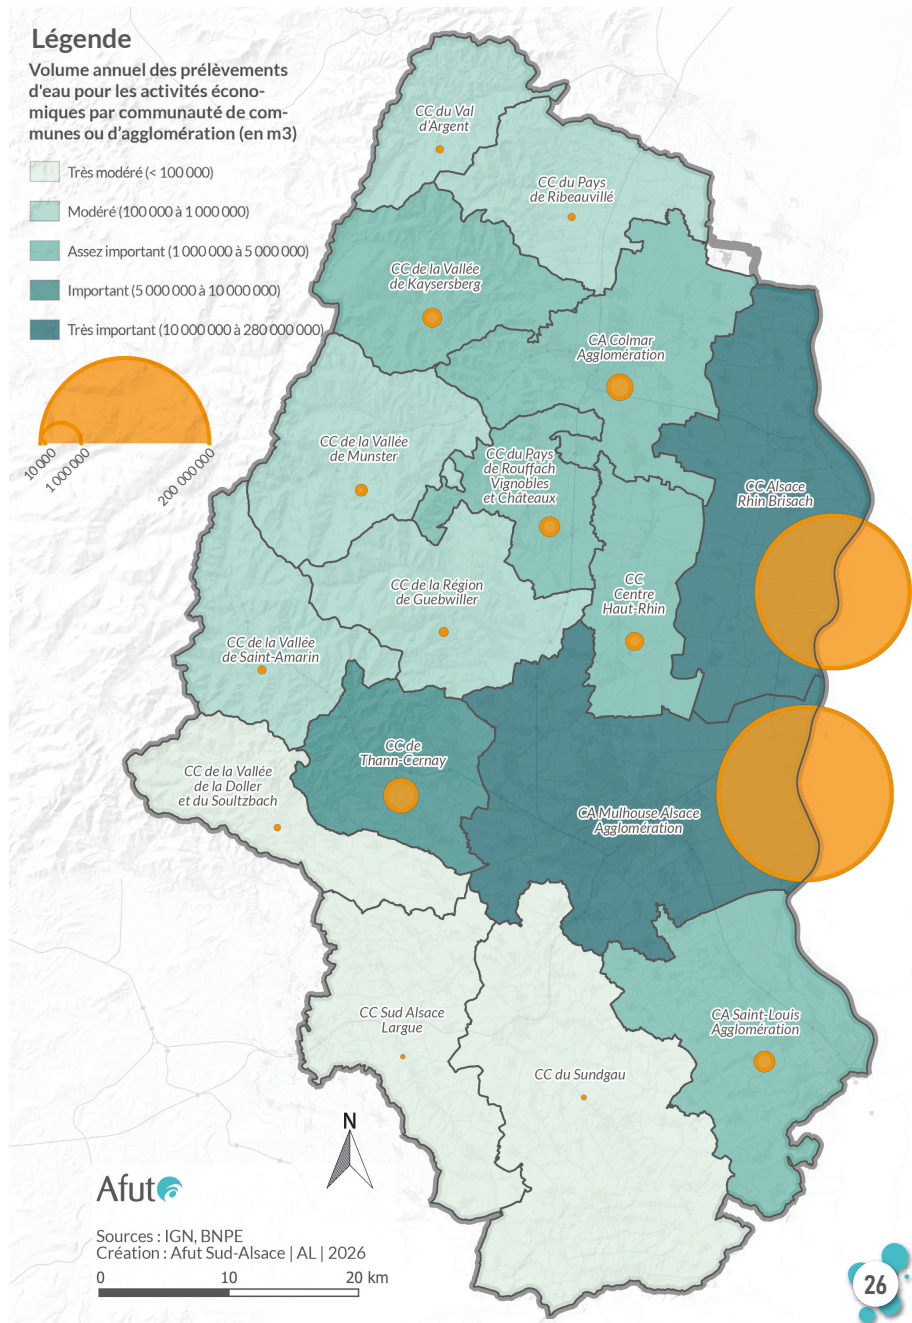 Légende
Volume annuel des prélèvements
d'eau pour les activités écono-
miques par communauté de com-
munes ou d'agglomération (en m3)
Très modéré (< 100 000)
Modéré (100 000 à 1 000 000)
Assez important (1 000 000 à 5 000 000)
Important (5 000 000 à 10 000 000)
Très important (10 000 000 à 280 000 000)
10 000
1 000 000
200 000 000
CC du Val
d'Argent
CC du Pays
de Ribeauvillé
CC de la Vallée
de Kaysersberg
CA Colmar
Agglomération
CC de la Vallée
de Munster
CC du Pays
de Rouffach
Vignobles
et Châteaux
CC Alsace
Rhin Brisach
CC de la Région
de Guebwiller
CC
Centre
Haut-Rhin
CC de la Vallée
de Saint-Amarin
CC de
Thann-Cernay
CC de la Vallée
de la Doller
et du Soultzbach
CA Mulhouse Alsace
Agglomération
CC Sud Alsace
Largue
CA Saint-Louis
Agglomération
CC du Sundgau
N
Afut
Sources : IGN, BNPE
Création : Afut Sud-Alsace | AL | 2026
0 10 20 km
26